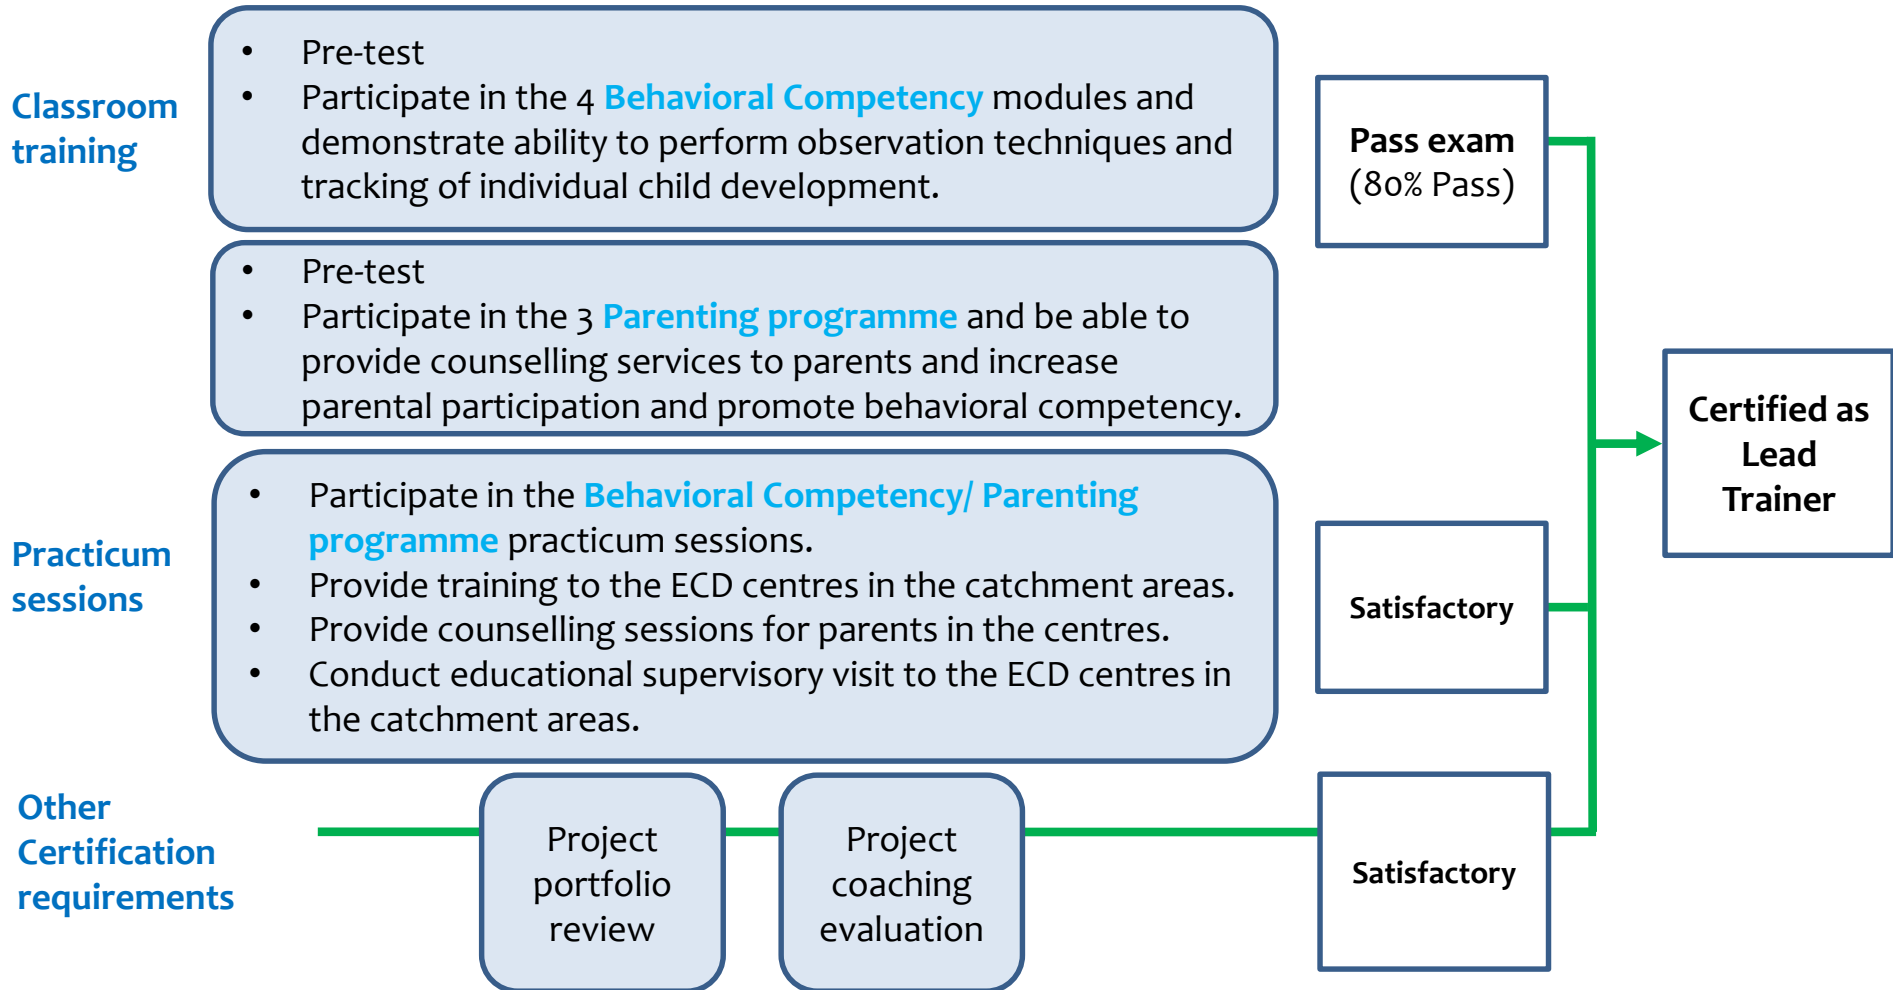 Classroom
training
• Pre-test
• Participate in the 4 Behavioral Competency modules and
demonstrate ability to perform observation techniques and
tracking of individual child development.
Pass exam
(80% Pass)
• Pre-test
• Participate in the 3 Parenting programme and be able to
provide counselling services to parents and increase
parental participation and promote behavioral competency.
Certified as
Lead
Trainer
Practicum
sessions
• Participate in the Behavioral Competency/ Parenting
programme practicum sessions.
• Provide training to the ECD centres in the catchment areas.
• Provide counselling sessions for parents in the centres.
• Conduct educational supervisory visit to the ECD centres in
the catchment areas.
Satisfactory
Other
Certification
requirements
Project
portfolio
review
Project
coaching
evaluation
Satisfactory